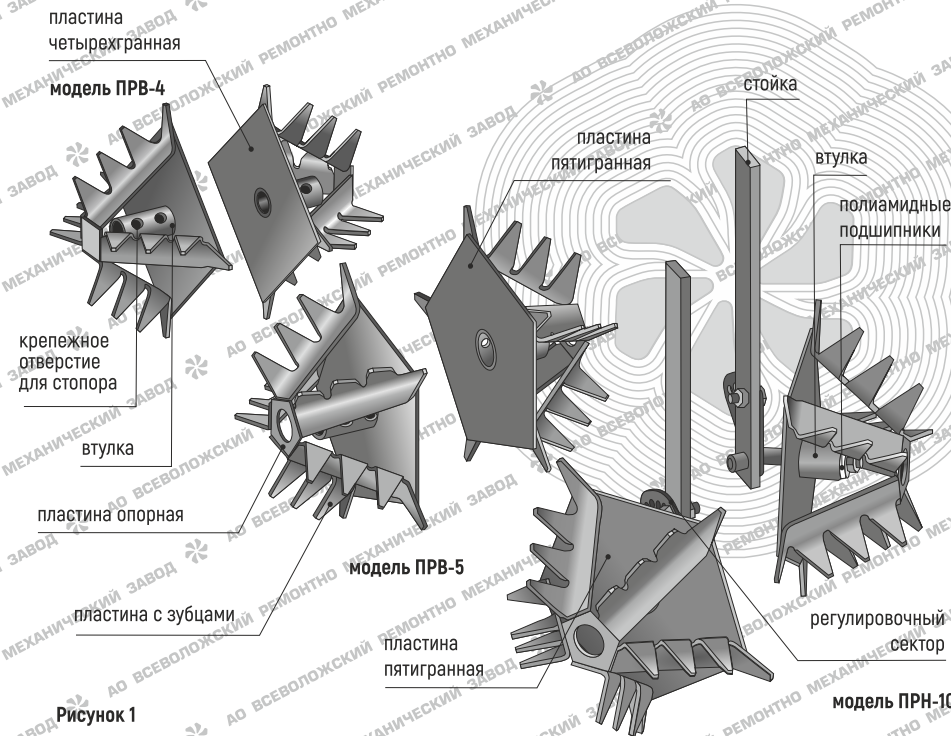 пластина
четырехгранная
модель ПРВ-4
крепежное
отверстие
для стопора
втулка
пластина опорная
пластина с зубцами
Рисунок 1
модель ПРВ-5
пластина
пятигранная
пластина
пятигранная
стойка
втулка
полиамидные
подшипники
регулировочный
сектор
модель ПРН-10
АО ВСЕВОЛОЖСКИЙ РЕМОНТНО МЕХАНИЧЕСКИЙ ЗАВОД